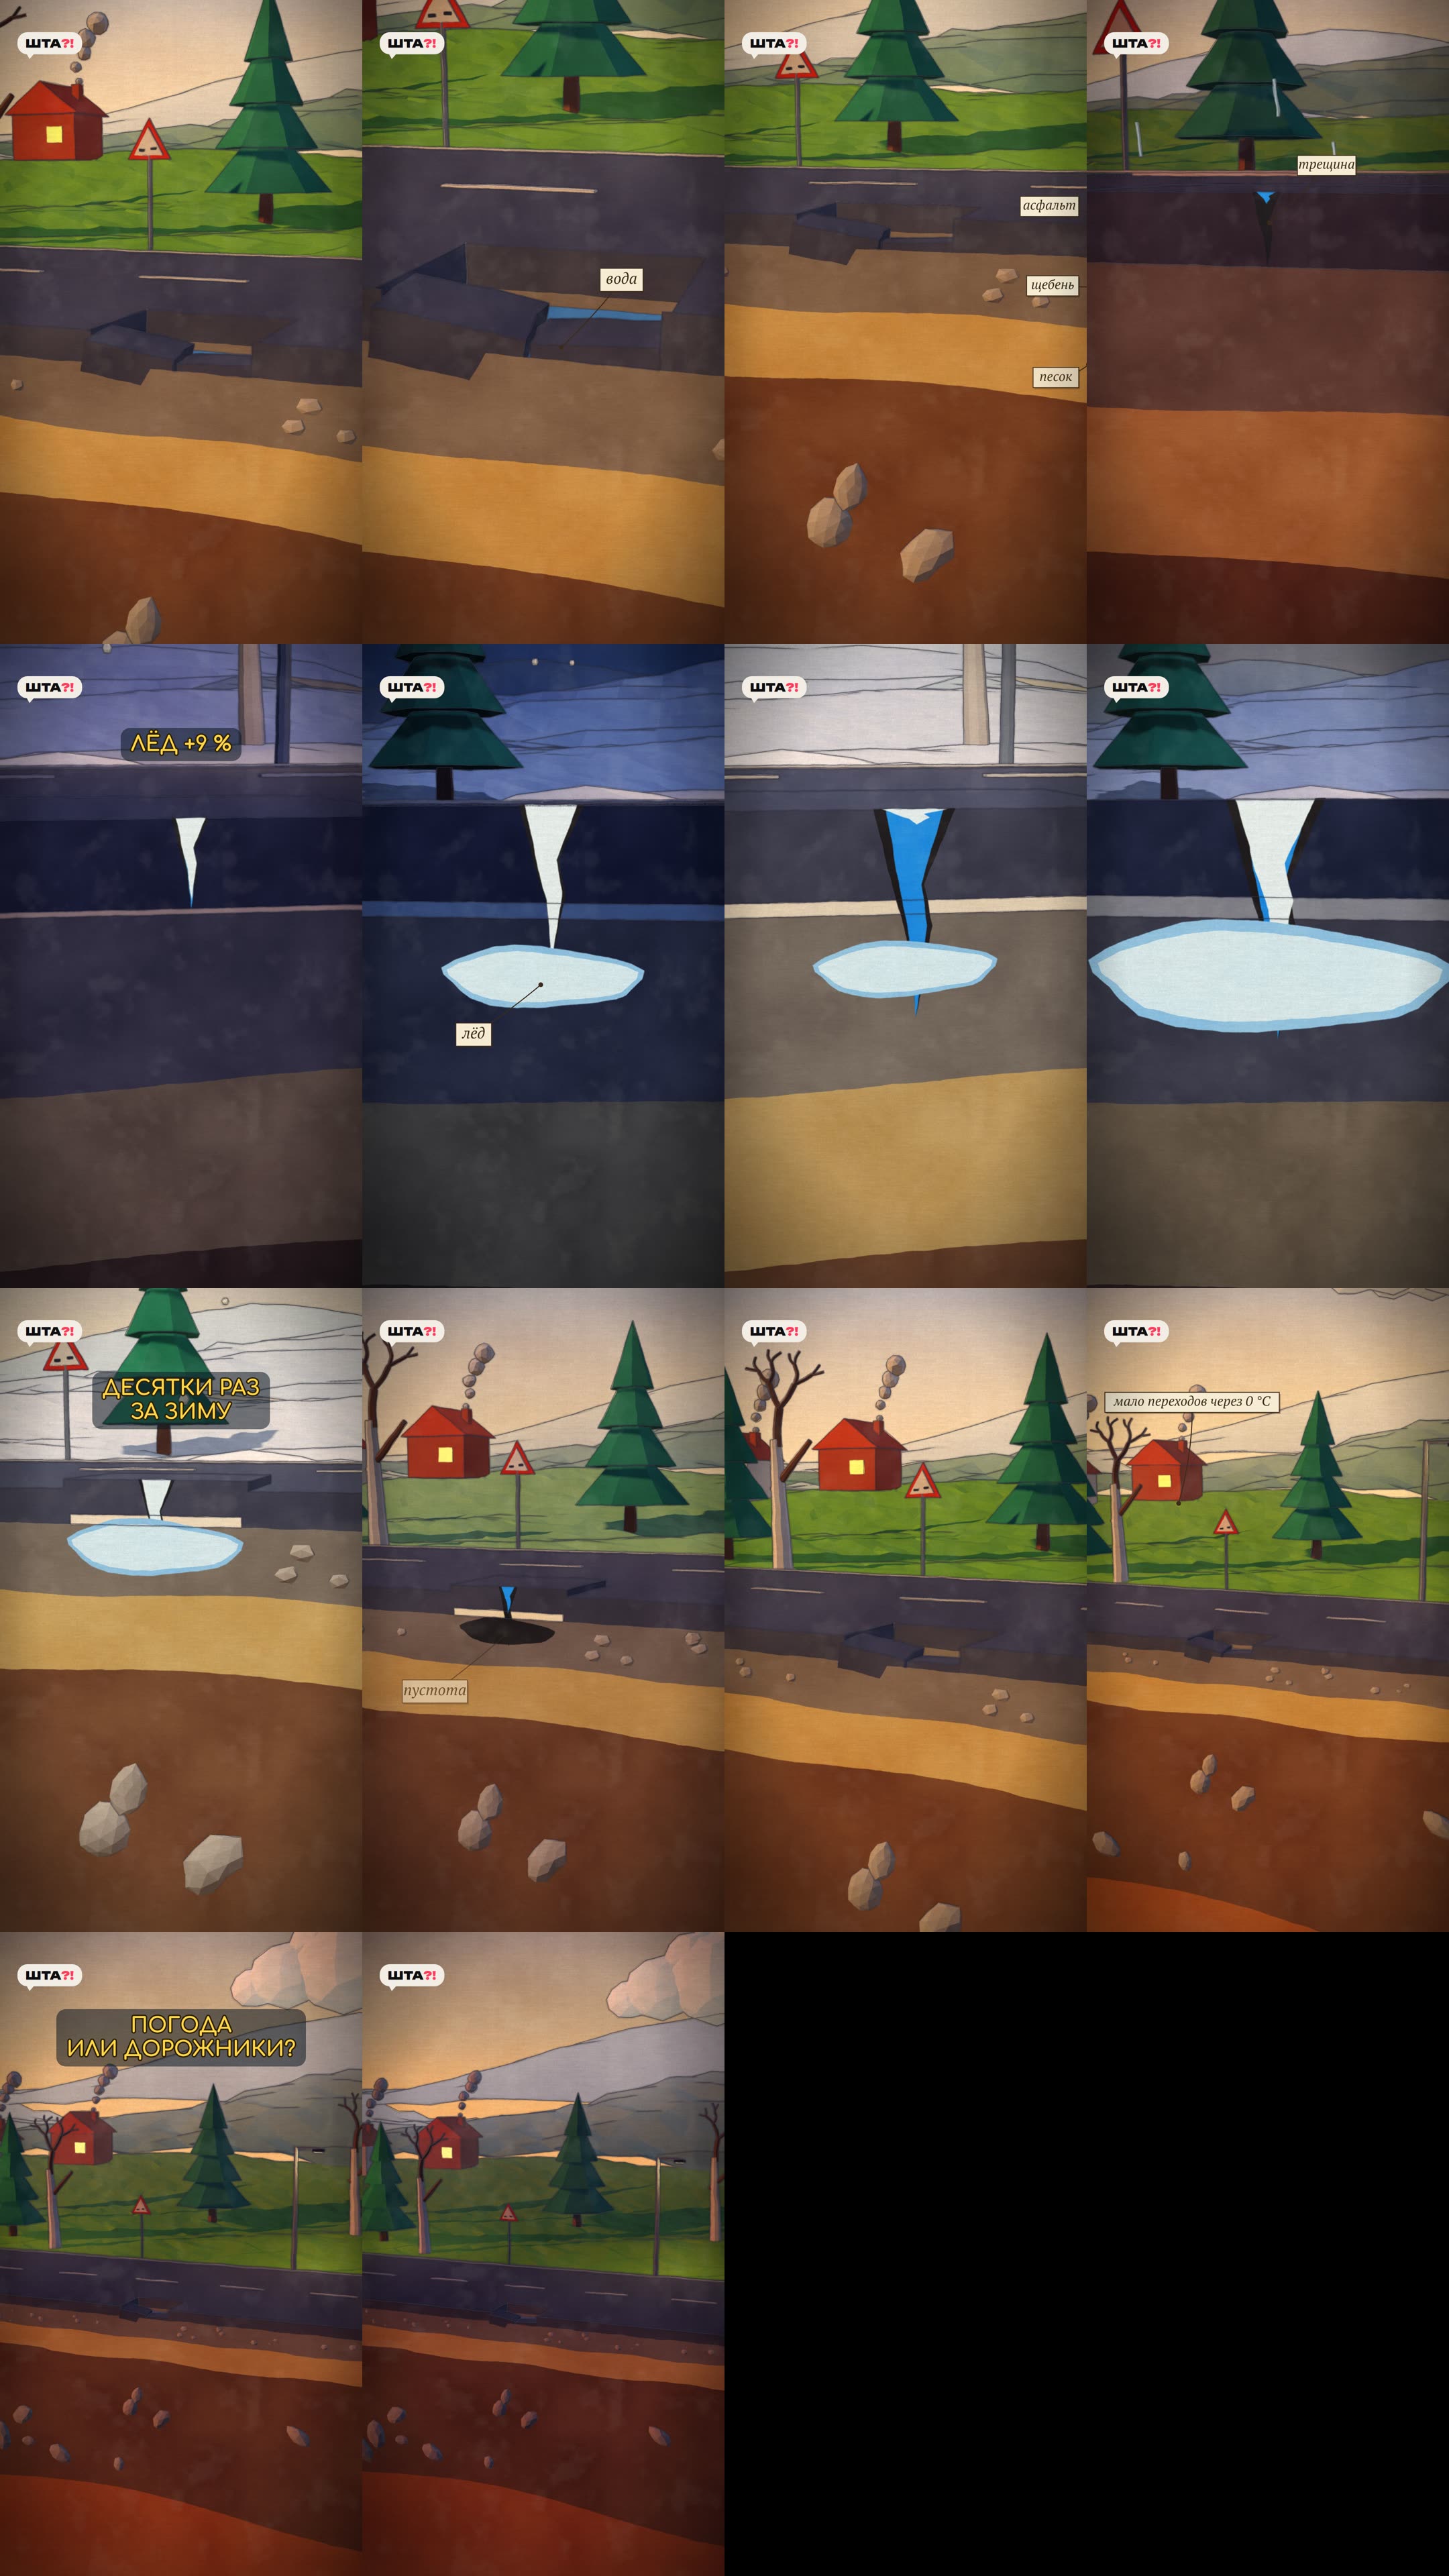 ШТА?!
ШТА?!
вода
ШТА?!
асфальт
щебень
песок
ШТА?!
трещина
ШТА?!
ЛЁД +9 %
ШТА?!
лёд
ШТА?!
ШТА?!
ШТА?!
ДЕСЯТКИ РАЗ
ЗА ЗИМУ
ШТА?!
пустота
ШТА?!
ШТА?!
мало переходов через 0 °C
ШТА?!
ПОГОДА
ИЛИ ДОРОЖНИКИ?
ШТА?!